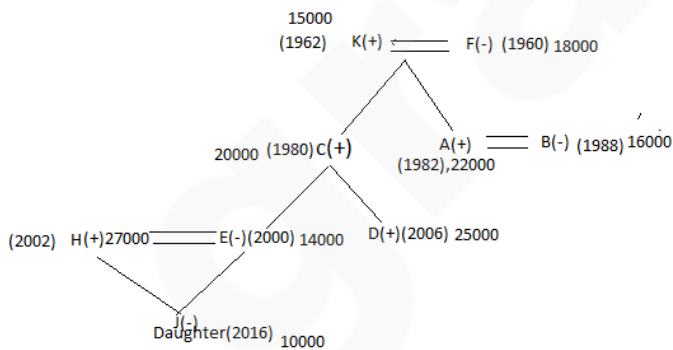 15000
(1962) K(+) F(-) (1960) 18000
20000 (1980) C(+) A(+) B(-) (1988) 16000
(1982),22000
(2002) H(+)27000 E(-)(2000) 14000 D(+)(2006) 25000
J(-)
Daughter(2016) 10000